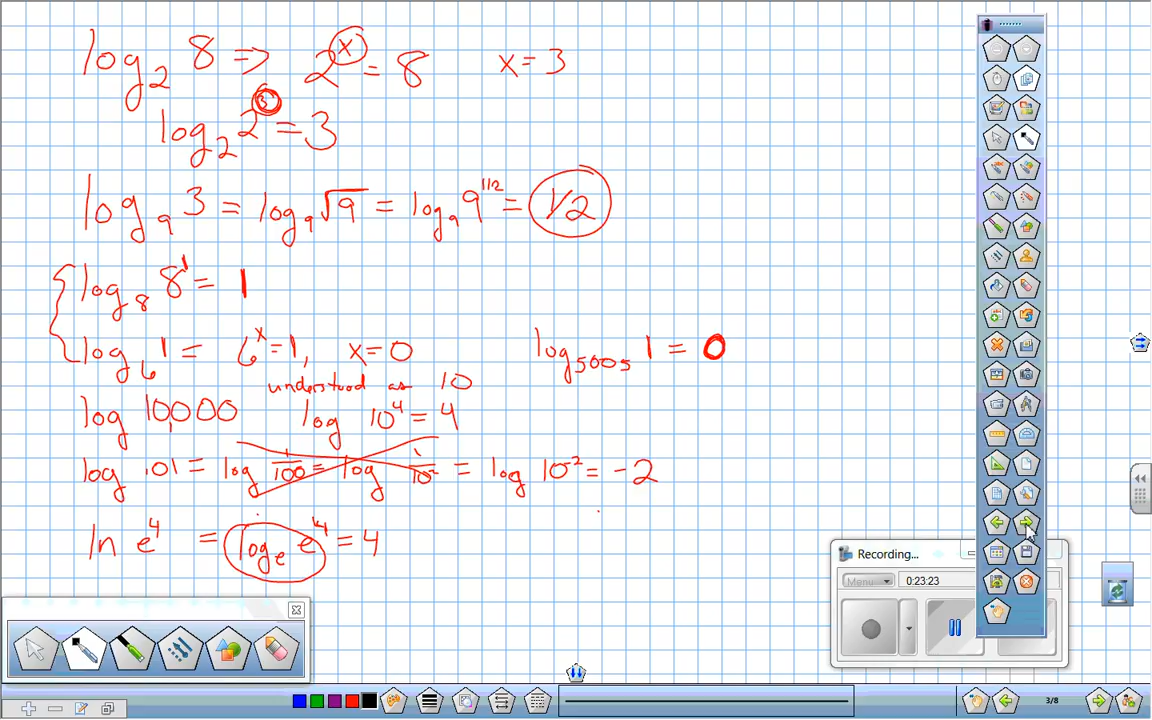 log₂ 8 => 2^x = 8 x=3
log₂ 2^3 = 3
log₉ 3 = log₉ √9 = log₉ 9^1/2 = 1/2
log₈ 8^1 = 1
log₆ 1 = 6^x = 1, x=0 log₅₀₀₅ 1 = 0
understood as 10
log 10,000 log 10^4 = 4
log .01 = log 1/100 = log 1/10^2 = log 10^-2 = -2
ln e^4 = logₑ e^4 = 4
Recording...
Menu 0:23:23
3/8